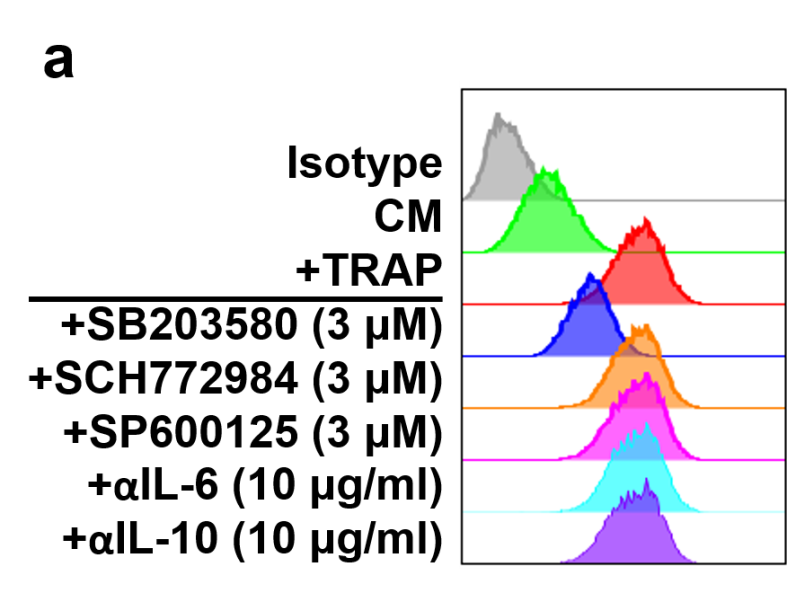 a
Isotype
CM
+TRAP
+SB203580 (3 µM)
+SCH772984 (3 µM)
+SP600125 (3 µM)
+αIL-6 (10 µg/ml)
+αIL-10 (10 µg/ml)